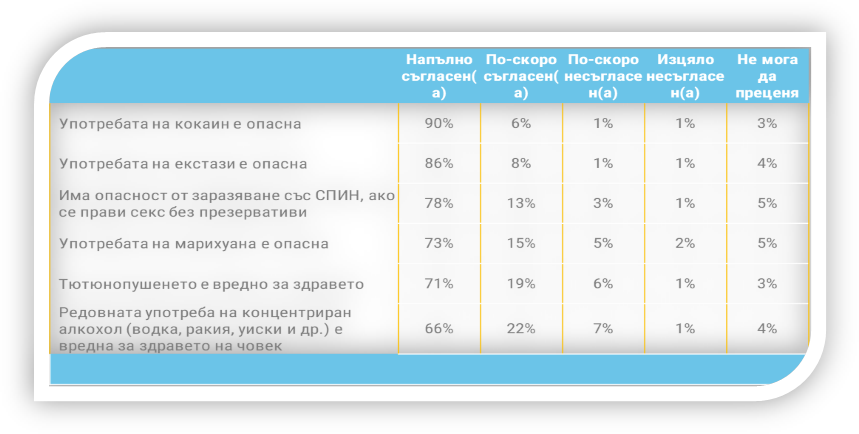 Напълно По-скоро По-скоро Изцяло Не мога
съгласен( съгласен( несъгласе несъгласе да
а) а) н(а) н(а) преценя
Употребата на кокаин е опасна 90% 6% 1% 1% 3%
Употребата на екстази е опасна 86% 8% 1% 1% 4%
Има опасност от заразяване със СПИН, ако
се прави секс без презервативи 78% 13% 3% 1% 5%
Употребата на марихуана е опасна 73% 15% 5% 2% 5%
Тютюнопушенето е вредно за здравето 71% 19% 6% 1% 3%
Редовната употреба на концентриран
алкохол (водка, ракия, уиски и др.) е 66% 22% 7% 1% 4%
вредна за здравето на човек